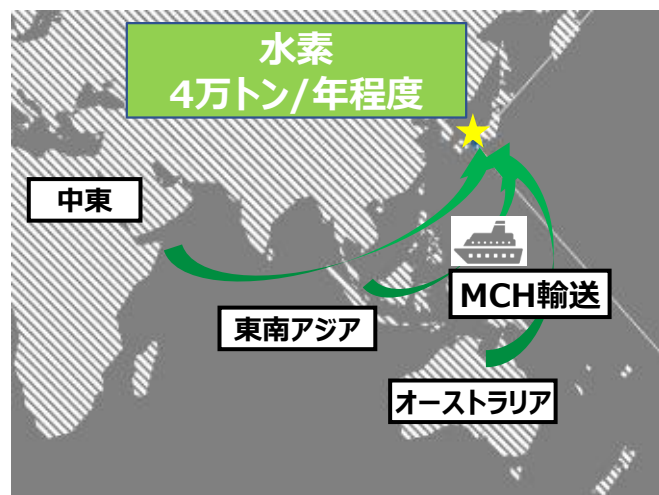 水素
4万トン/年程度
中東
MCH輸送
東南アジア
オーストラリア